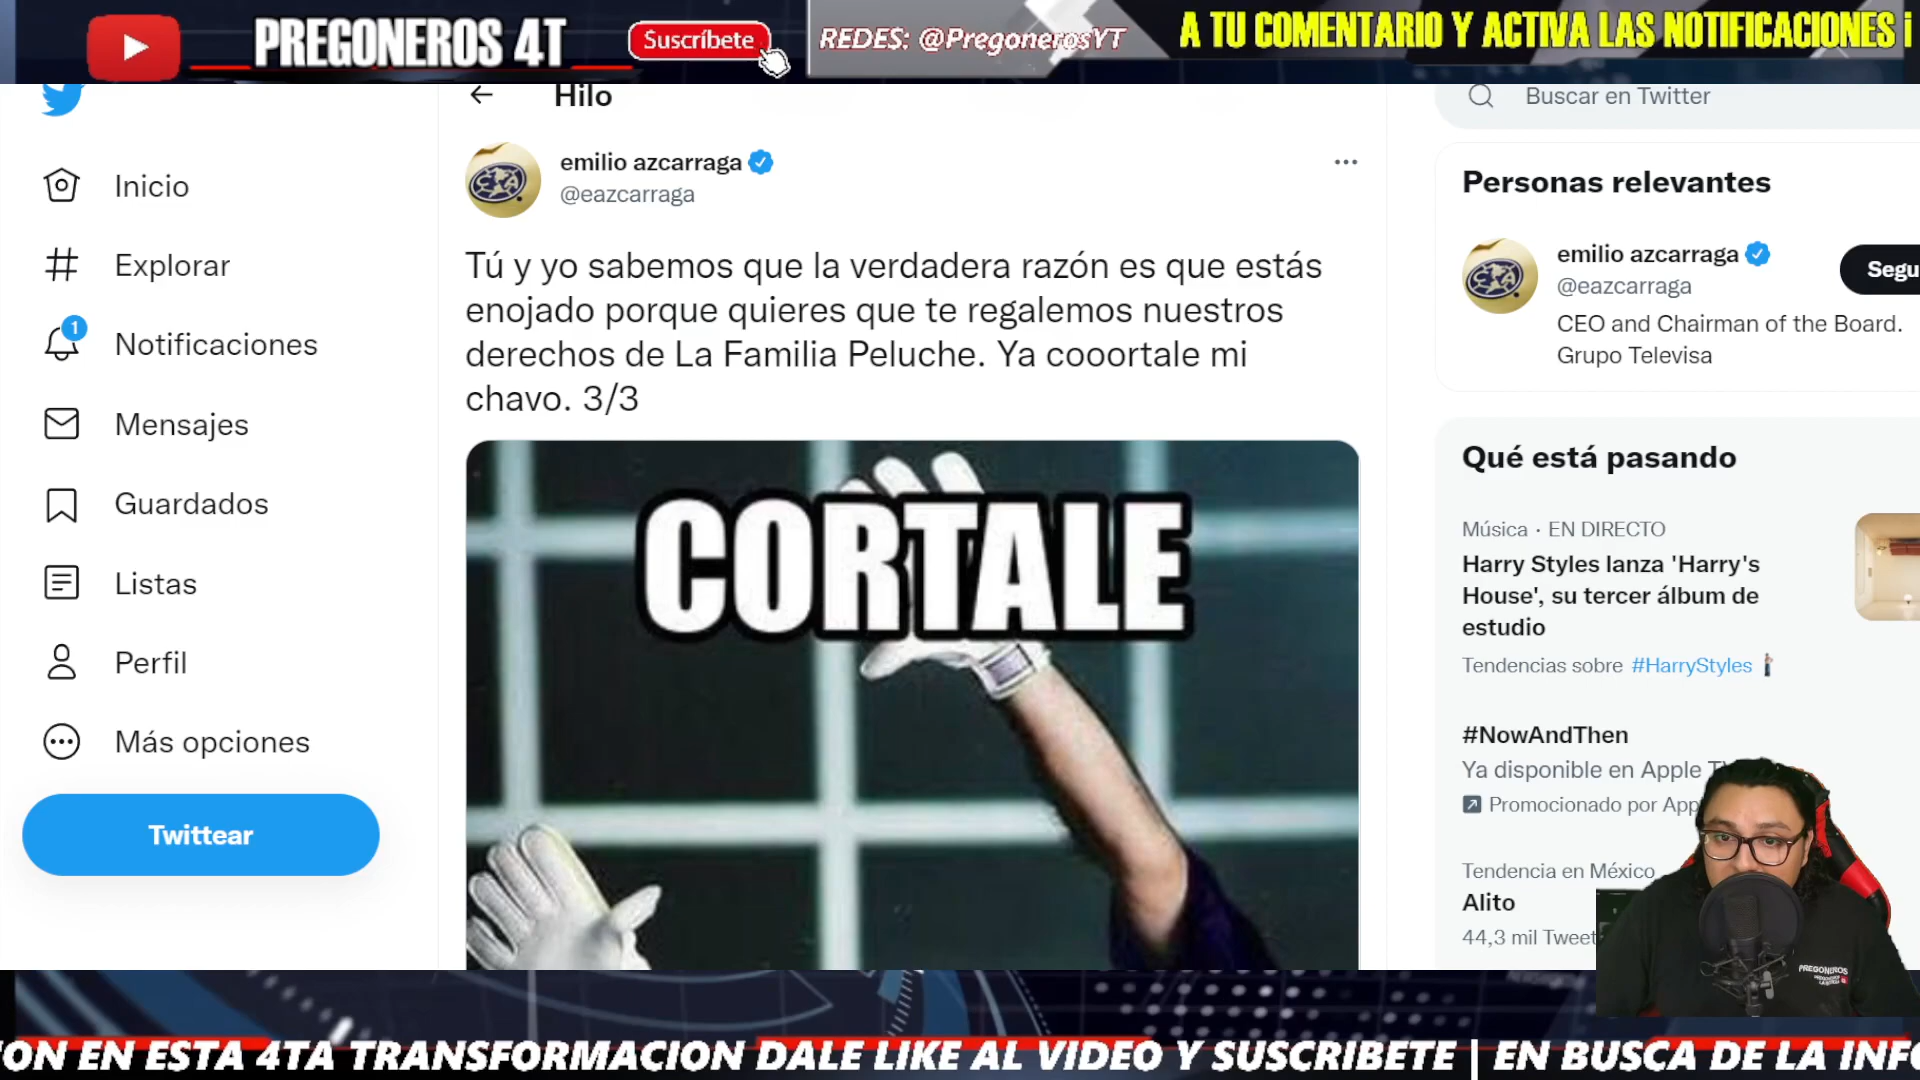 PREGONEROS 4T
Suscríbete
REDES: @PregonerosYT
A TU COMENTARIO Y ACTIVA LAS NOTIFICACIONES ¡
Hilo
Buscar en Twitter
emilio azcarraga
@eazcarraga
Tú y yo sabemos que la verdadera razón es que estás
enojado porque quieres que te regalemos nuestros
derechos de La Familia Peluche. Ya cooortale mi
chavo. 3/3
CORTALE
Inicio
Explorar
1
Notificaciones
Mensajes
Guardados
Listas
Perfil
Más opciones
Twittear
Personas relevantes
emilio azcarraga
@eazcarraga
Segu
CEO and Chairman of the Board.
Grupo Televisa
Qué está pasando
Música · EN DIRECTO
Harry Styles lanza 'Harry's
House', su tercer álbum de
estudio
Tendencias sobre #HarryStyles
#NowAndThen
Ya disponible en Apple T
Promocionado por App
Tendencia en México
Alito
44,3 mil Tweet
PREGONEROS
ON EN ESTA 4TA TRANSFORMACION DALE LIKE AL VIDEO Y SUSCRIBETE | EN BUSCA DE LA INFO